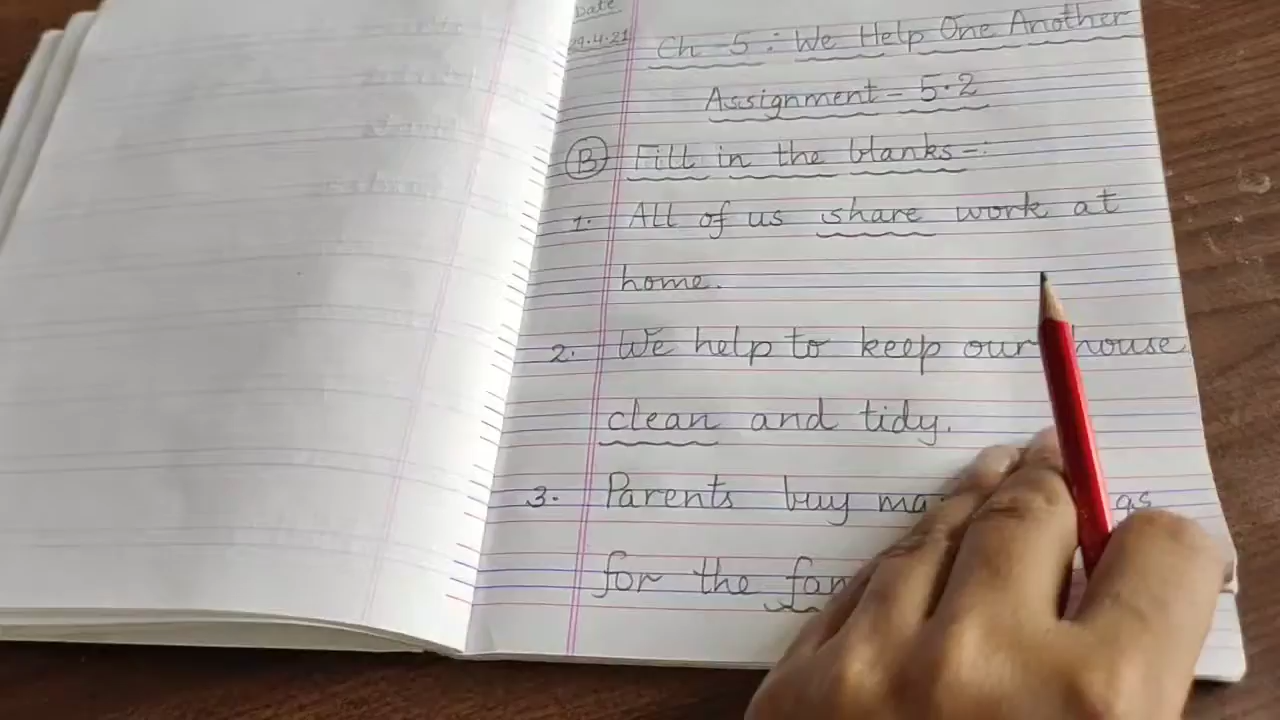 Date
29.4.21
Ch - 5 : We Help One Another
Assignment - 5.2
B Fill in the blanks -:
1. All of us share work at
home.
2. We help to keep our house
clean and tidy.
3. Parents buy
for the